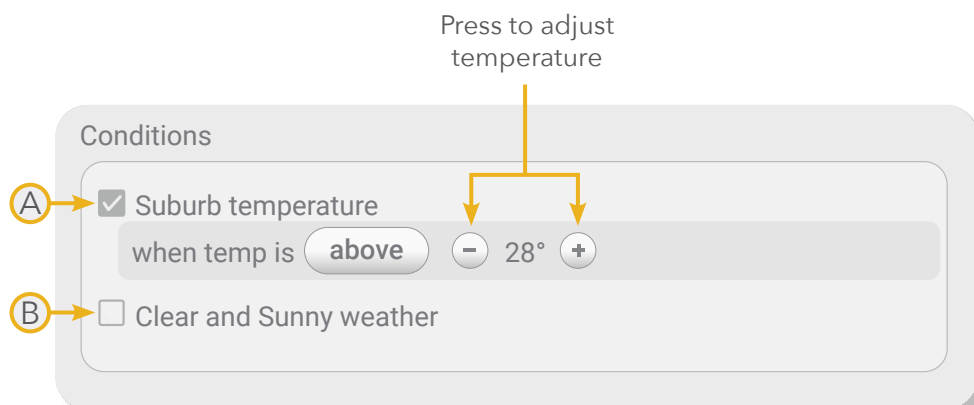 Press to adjust
temperature
Conditions
A
Suburb temperature
when temp is above - 28° +
B
Clear and Sunny weather